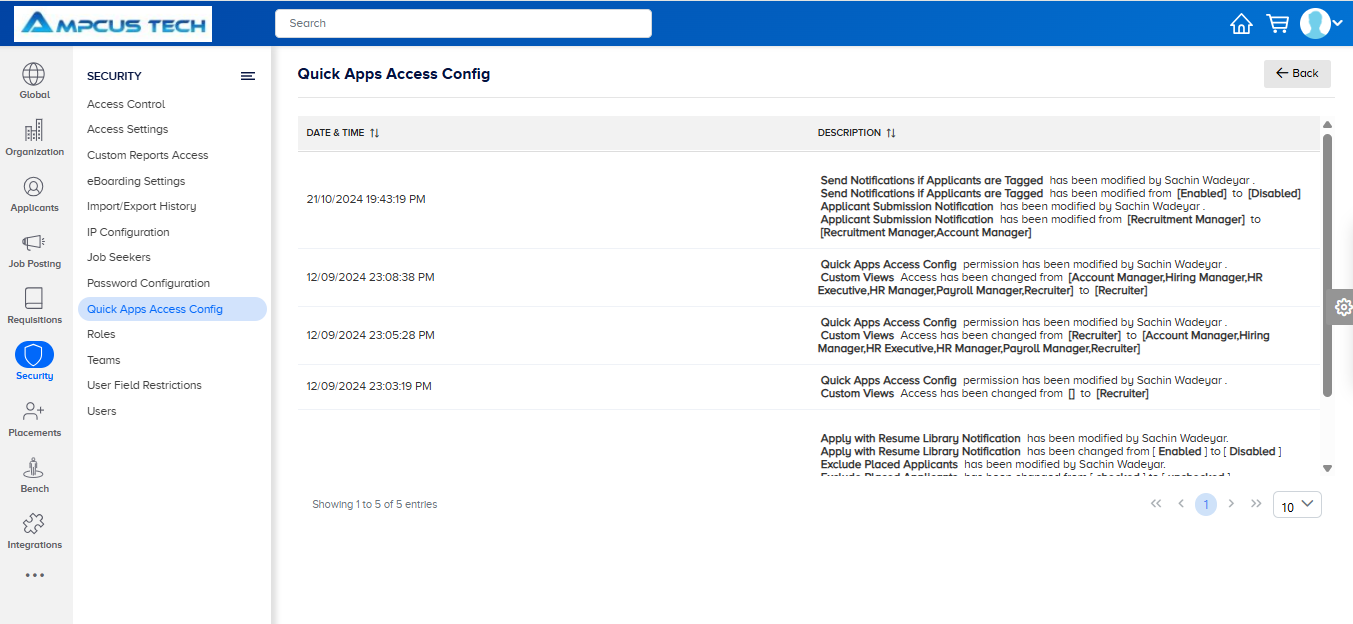 AMPCUS TECH
Search
Global
Organization
Applicants
Job Posting
Requisitions
Security
Placements
Bench
Integrations
SECURITY
Access Control
Access Settings
Custom Reports Access
eBoarding Settings
Import/Export History
IP Configuration
Job Seekers
Password Configuration
Quick Apps Access Config
Roles
Teams
User Field Restrictions
Users
Quick Apps Access Config
Back
DATE & TIME
DESCRIPTION
21/10/2024 19:43:19 PM
Send Notifications if Applicants are Tagged has been modified by Sachin Wadeyar .
Send Notifications if Applicants are Tagged has been modified from [Enabled] to [Disabled]
Applicant Submission Notification has been modified by Sachin Wadeyar .
Applicant Submission Notification has been modified from [Recruitment Manager] to
[Recruitment Manager,Account Manager]
12/09/2024 23:08:38 PM
Quick Apps Access Config permission has been modified by Sachin Wadeyar .
Custom Views Access has been changed from [Account Manager,Hiring Manager,HR
Executive,HR Manager,Payroll Manager,Recruiter] to [Recruiter]
12/09/2024 23:05:28 PM
Quick Apps Access Config permission has been modified by Sachin Wadeyar .
Custom Views Access has been changed from [Recruiter] to [Account Manager,Hiring
Manager,HR Executive,HR Manager,Payroll Manager,Recruiter]
12/09/2024 23:03:19 PM
Quick Apps Access Config permission has been modified by Sachin Wadeyar .
Custom Views Access has been changed from [] to [Recruiter]
Apply with Resume Library Notification has been modified by Sachin Wadeyar.
Apply with Resume Library Notification has been changed from [ Enabled ] to [ Disabled ]
Exclude Placed Applicants has been modified by Sachin Wadeyar.
Exclude Placed Applicants has been changed from [ checked ] to [ unchecked ]
Showing 1 to 5 of 5 entries
1
10